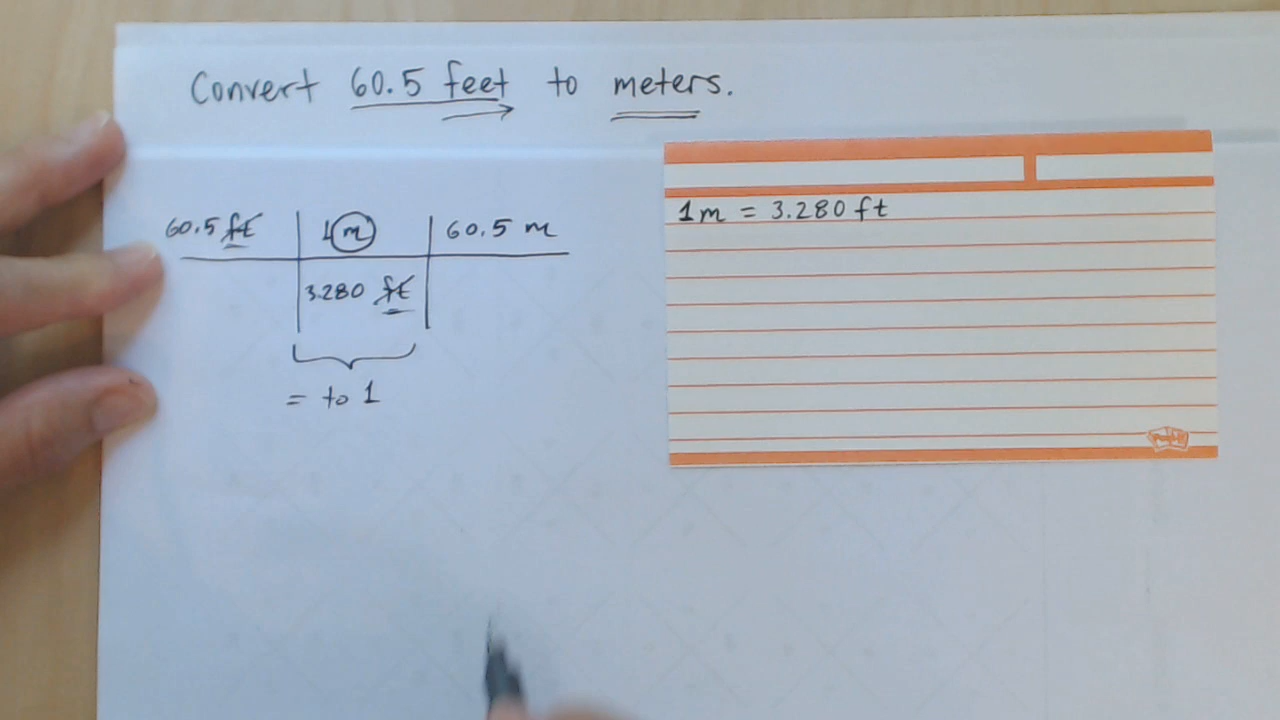 Convert 60.5 feet to meters.
1m = 3.280 ft
60.5 ft 1 m 60.5 m
3.280 ft
= to 1